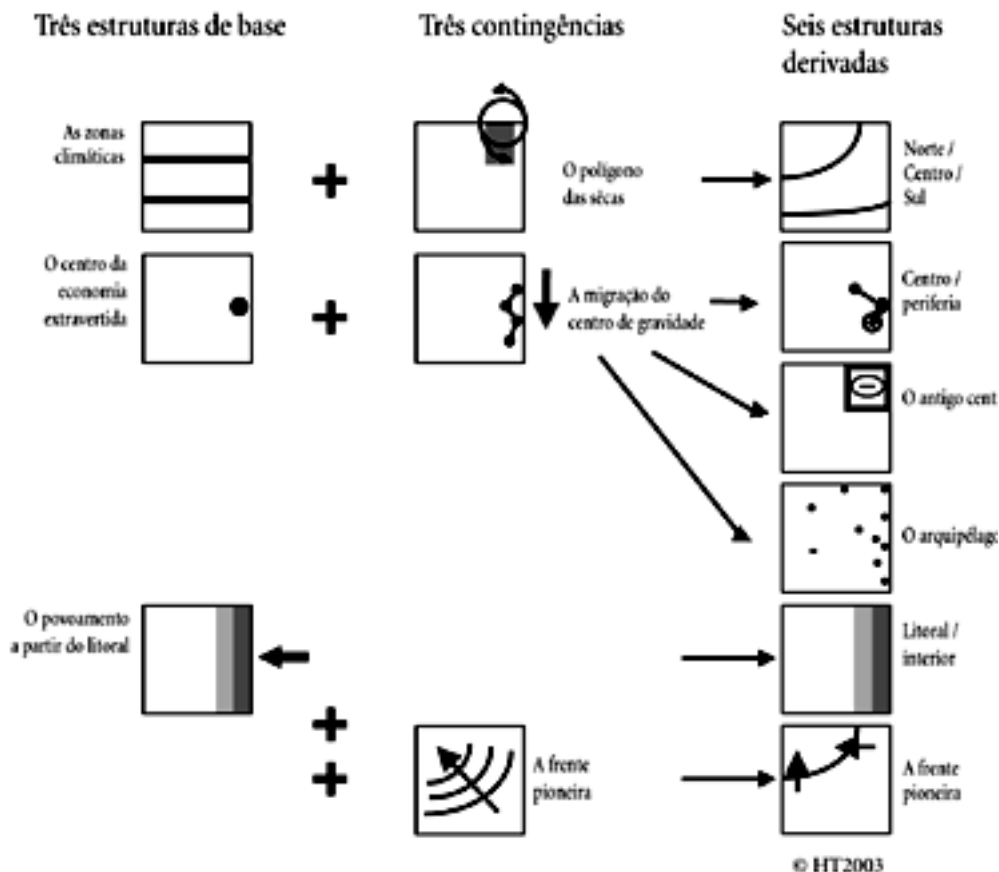 Três estruturas de base
Três contingências
Seis estruturas
derivadas
As zonas
climáticas
O polígono
das sêcas
Norte /
Centro /
Sul
O centro da
economia
extravertida
A migração do
centro de gravidade
Centro /
periferia
O antigo cent
O arquipélago
O povoamento
a partir do litoral
Litoral /
interior
A frente
pioneira
A frente
pioneira
© HT2003